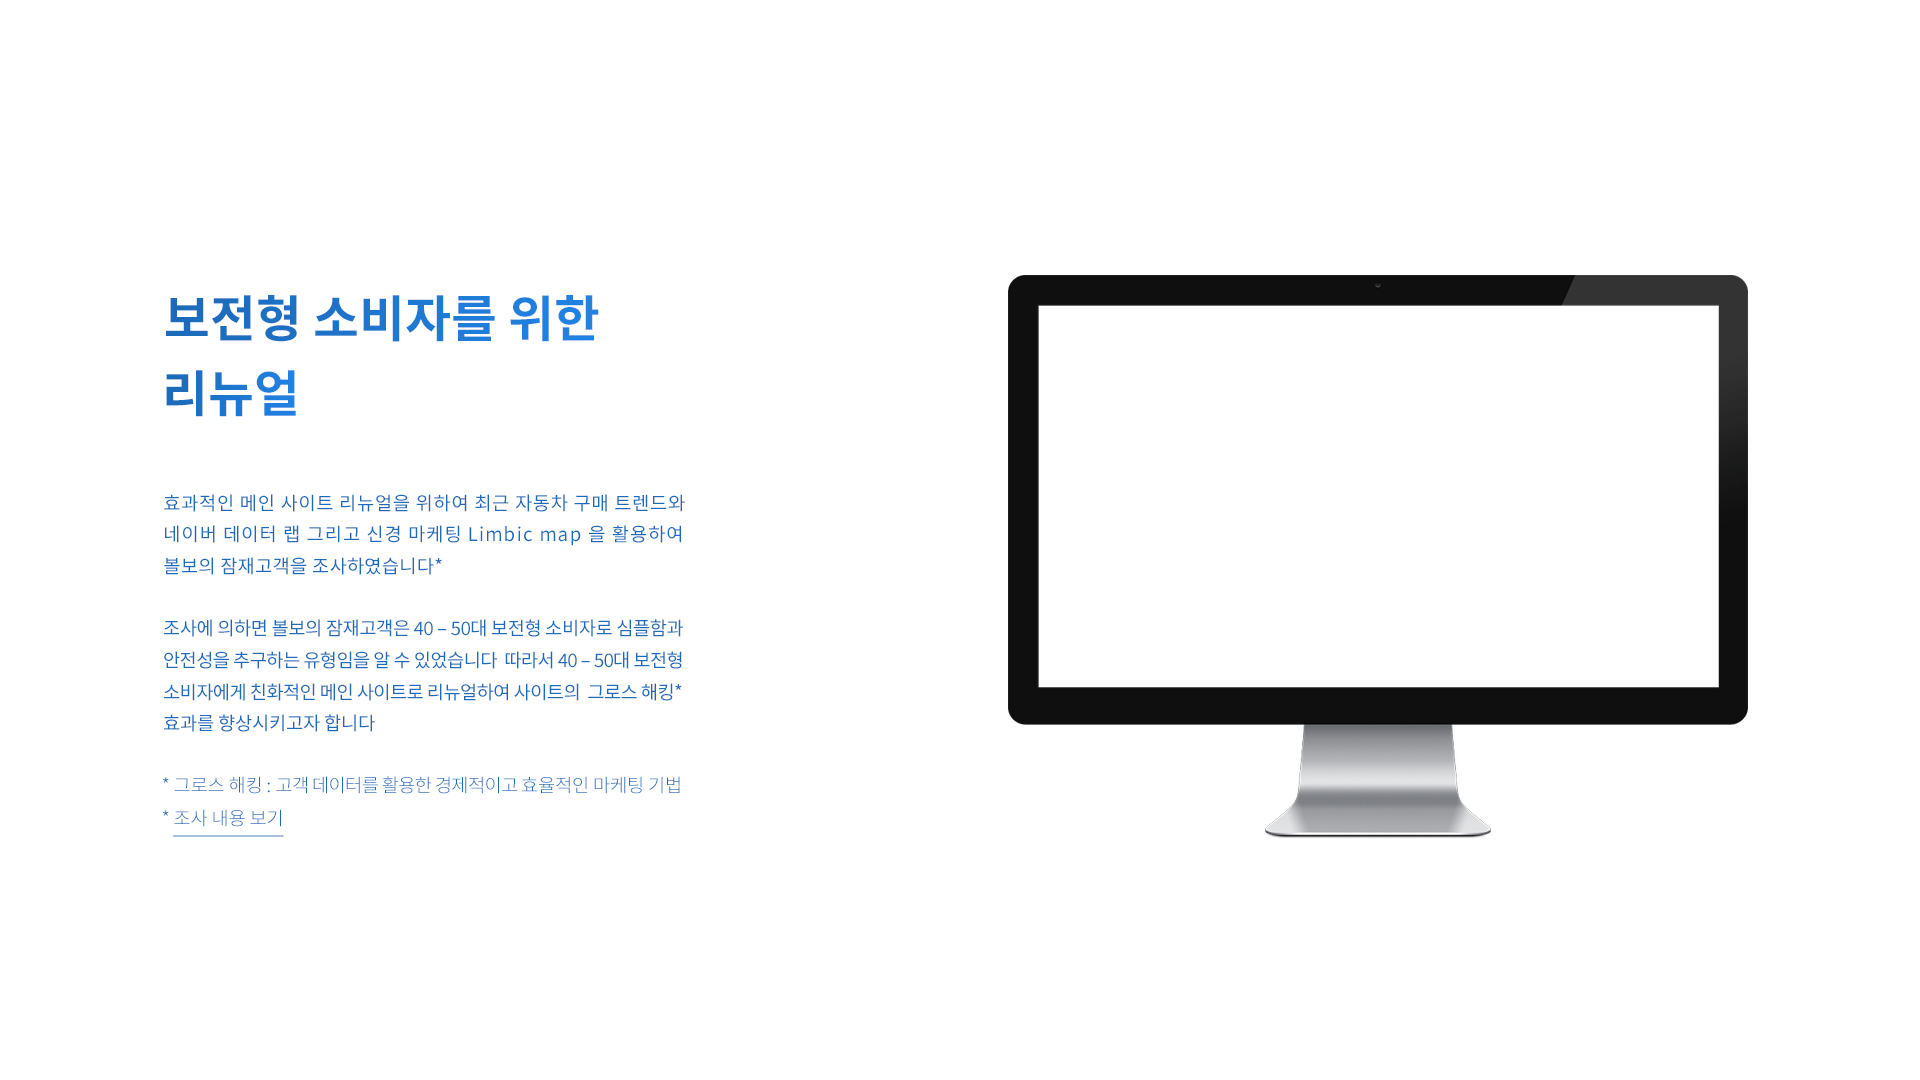 보전형 소비자를 위한
리뉴얼
효과적인 메인 사이트 리뉴얼을 위하여 최근 자동차 구매 트렌드와
네이버 데이터 랩 그리고 신경 마케팅 Limbic map 을 활용하여
볼보의 잠재고객을 조사하였습니다*
조사에 의하면 볼보의 잠재고객은 40 – 50대 보전형 소비자로 심플함과
안전성을 추구하는 유형임을 알 수 있었습니다 따라서 40 – 50대 보전형
소비자에게 친화적인 메인 사이트로 리뉴얼하여 사이트의 그로스 해킹*
효과를 향상시키고자 합니다
* 그로스 해킹 : 고객 데이터를 활용한 경제적이고 효율적인 마케팅 기법
* 조사 내용 보기